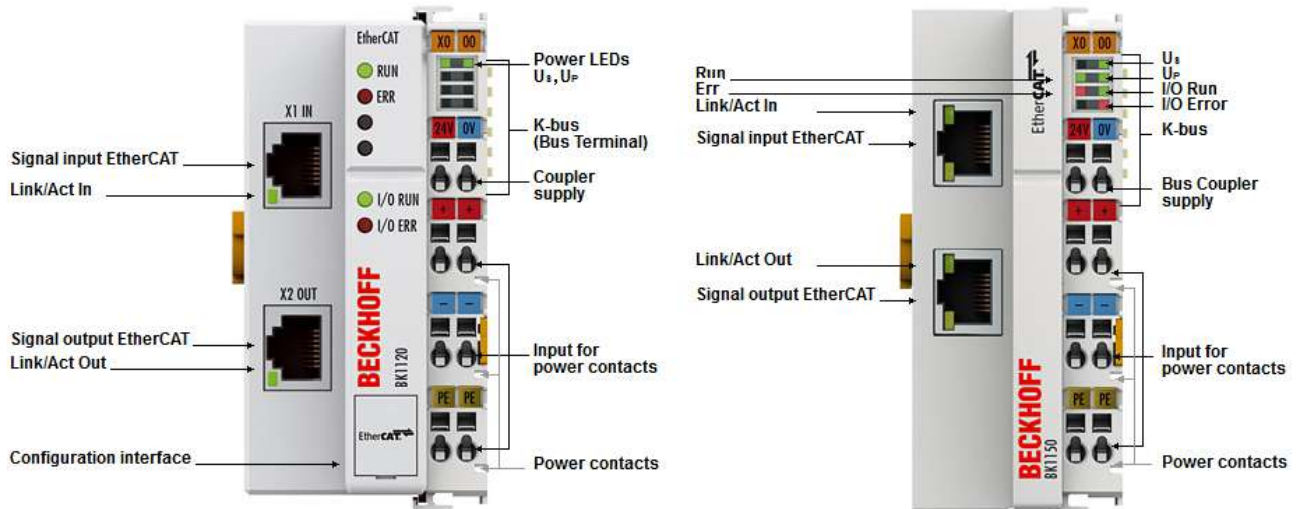 EtherCAT
X0 00
RUN
ERR
Power LEDs
Us, UP
X1 IN
24V 0V
K-bus
(Bus Terminal)
Signal input EtherCAT
Link/Act In
Coupler
supply
I/O RUN
I/O ERR
+ +
X2 OUT
- -
Signal output EtherCAT
Link/Act Out
BECKHOFF
BK1120
Input for
power contacts
PE PE
EtherCAT
Configuration interface
Power contacts
X0 00
EtherCAT
Run
Err
Link/Act In
Signal input EtherCAT
Us
UP
I/O Run
I/O Error
24V 0V
K-bus
Bus Coupler
supply
+ +
Link/Act Out
Signal output EtherCAT
- -
Input for
power contacts
PE PE
BECKHOFF
BK1150
Power contacts